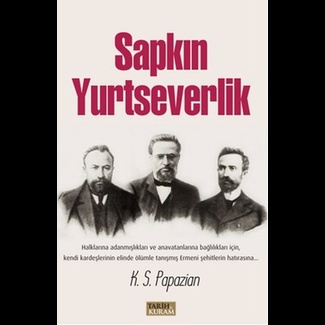 Sapkın
Yurtseverlik
Halklarına adanmışlıkları ve anavatanlarına bağlılıkları için,
kendi kardeşlerinin elinde ölümle tanışmış Ermeni şehitlerin hatırasına...
K. S. Papazian
TARİH
KURAM